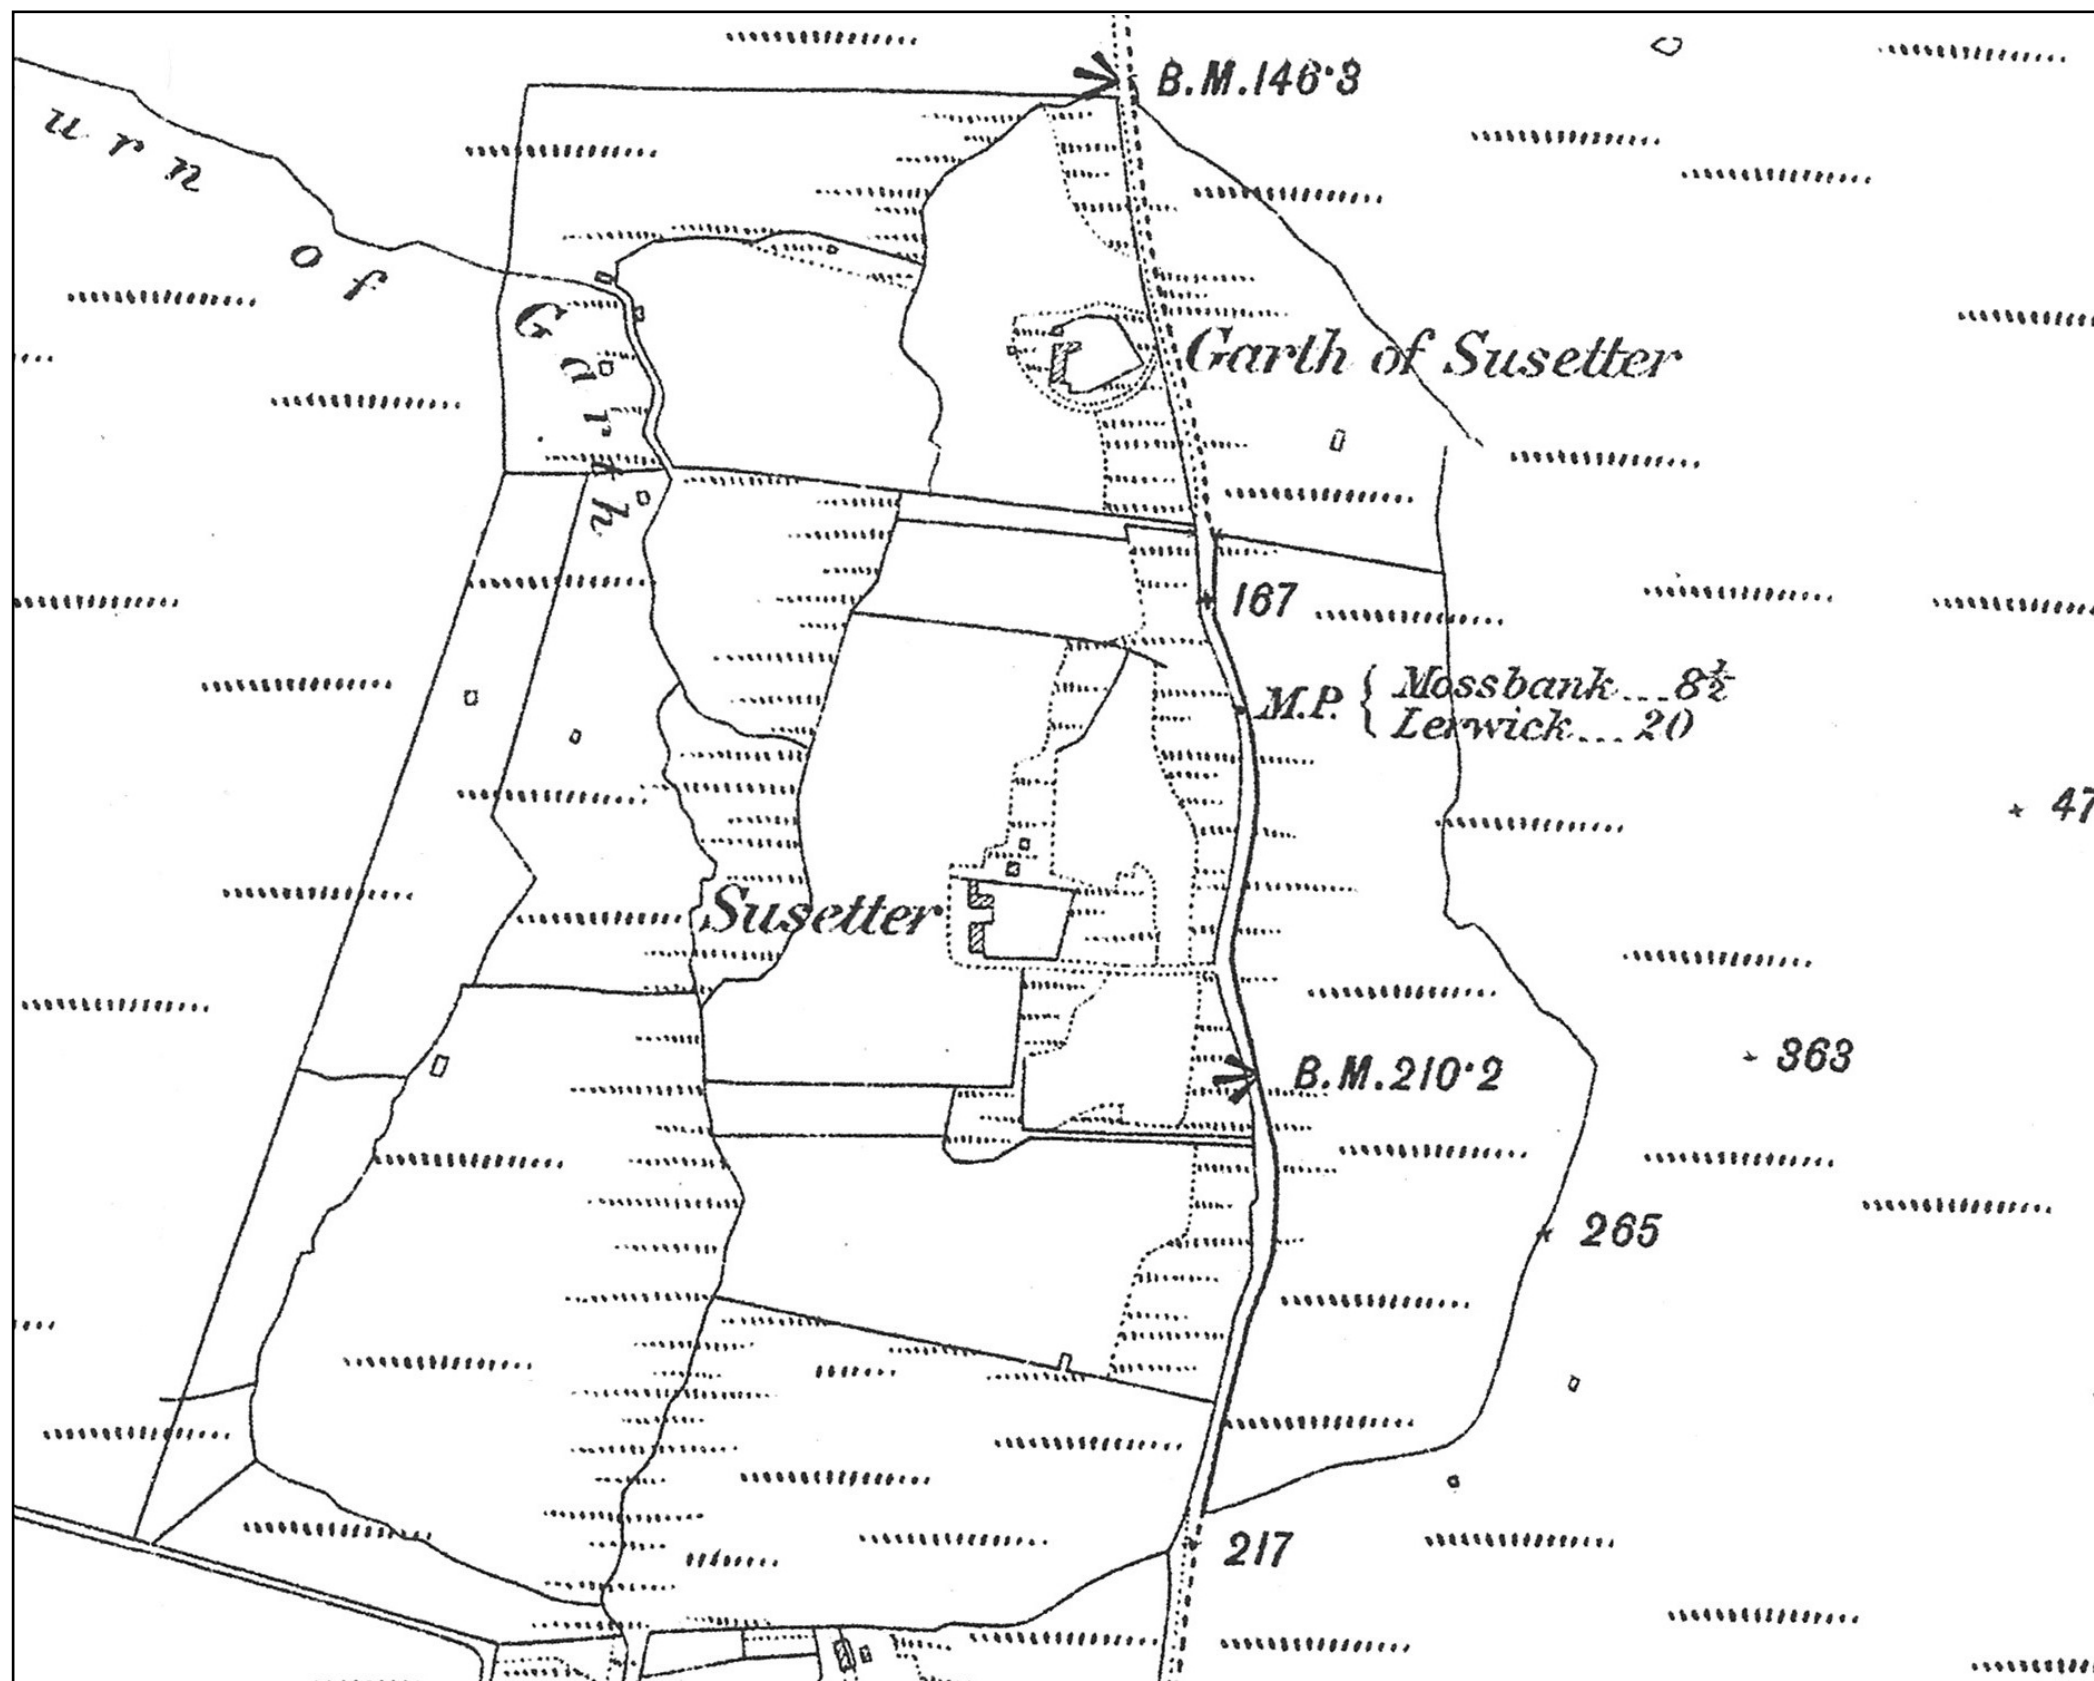 B.M.146·3
urn
of
Garth
Garth of Susetter
167
M.P. { Mossbank...8½
Lerwick...20
47
Susetter
363
B.M.210·2
265
217